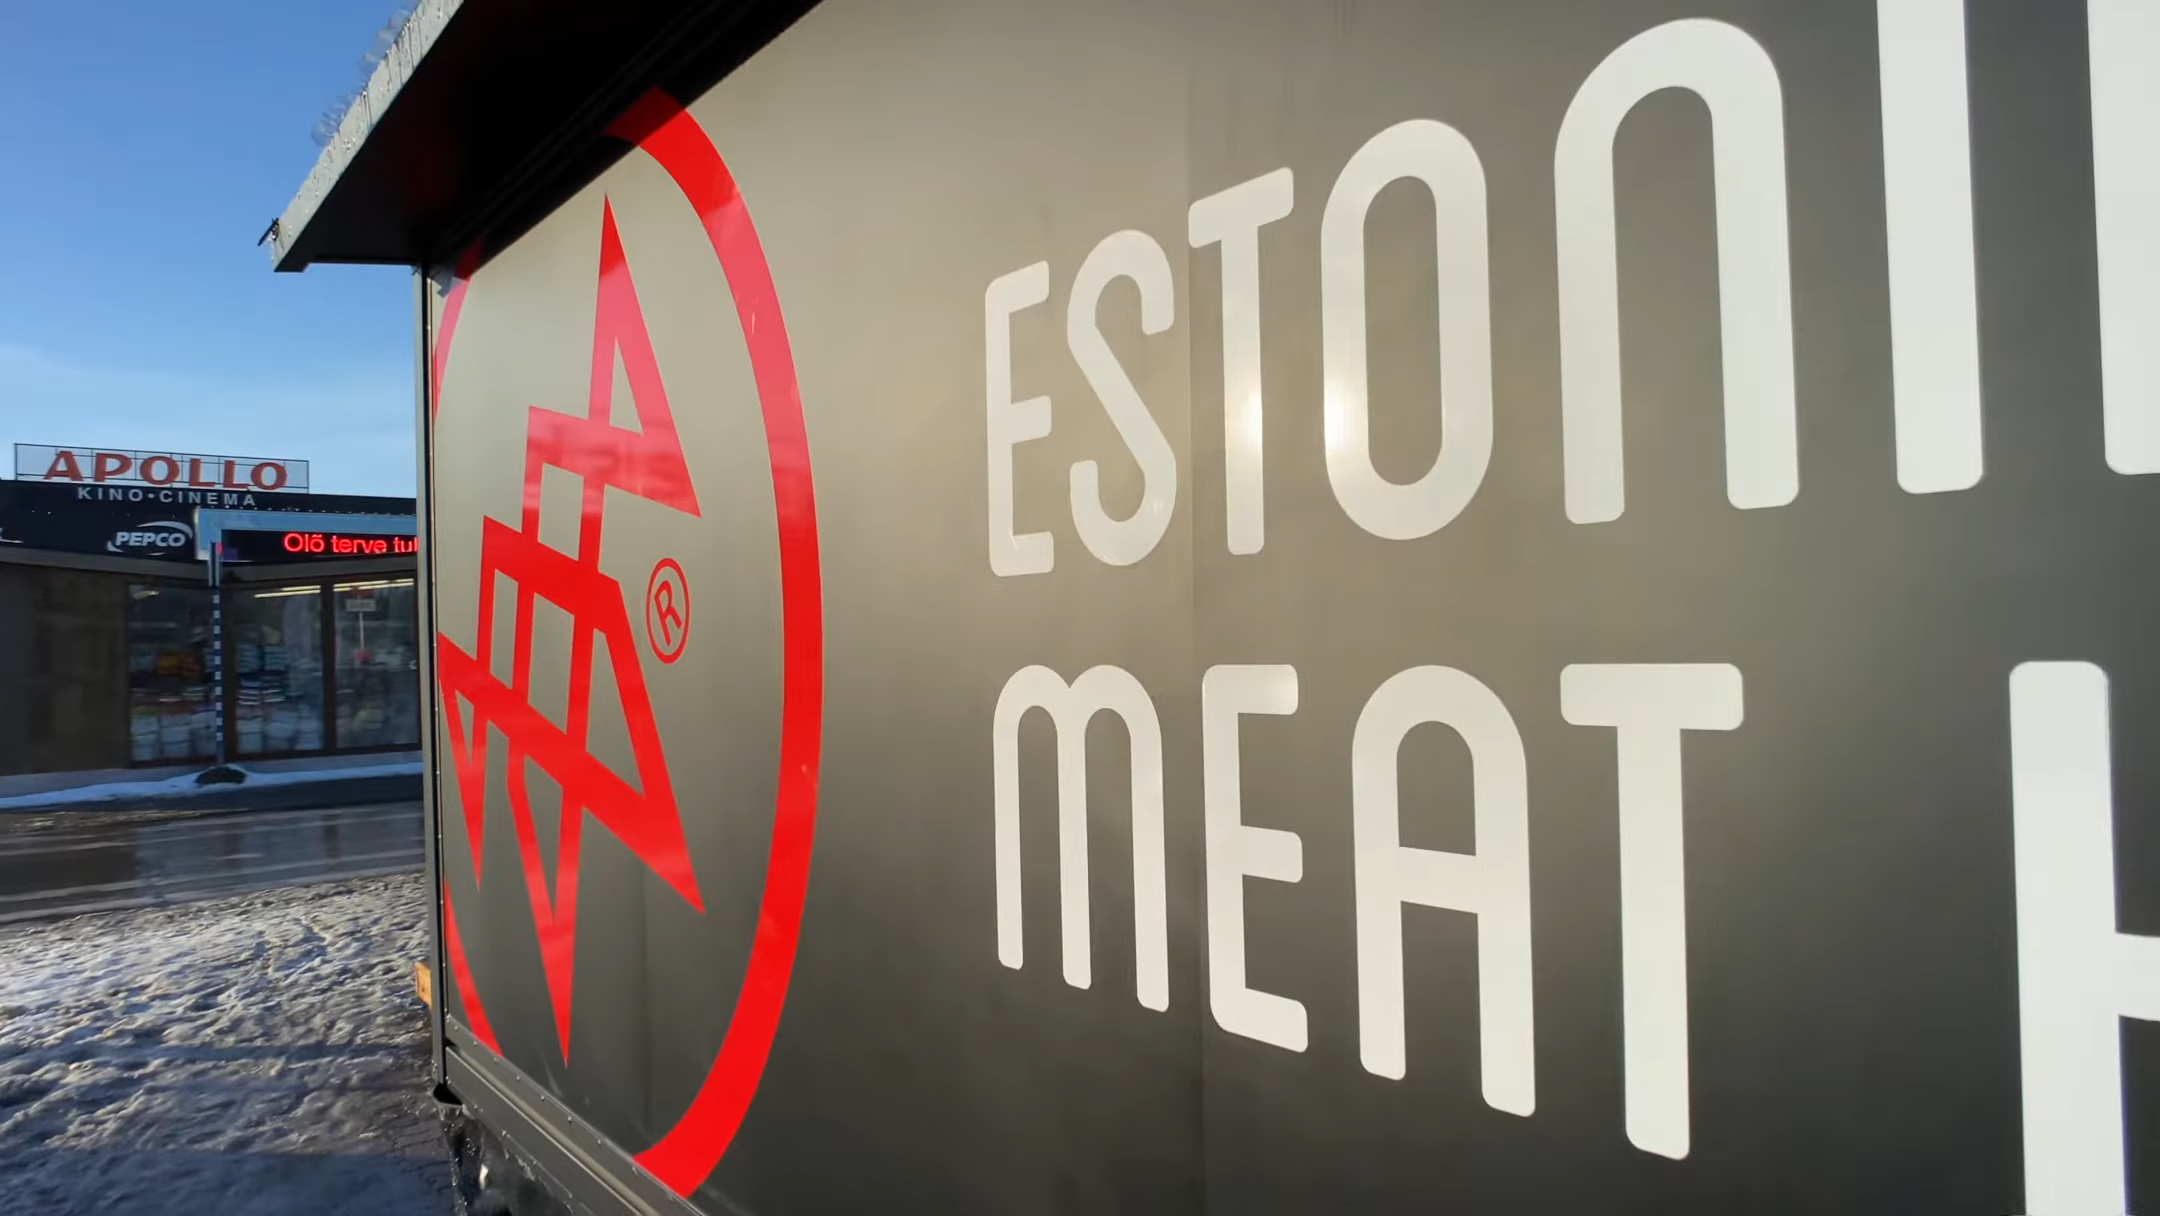 APOLLO
KINO•CINEMA
PEPCO
Olõ terve tul
®
ESTONI
MEAT H